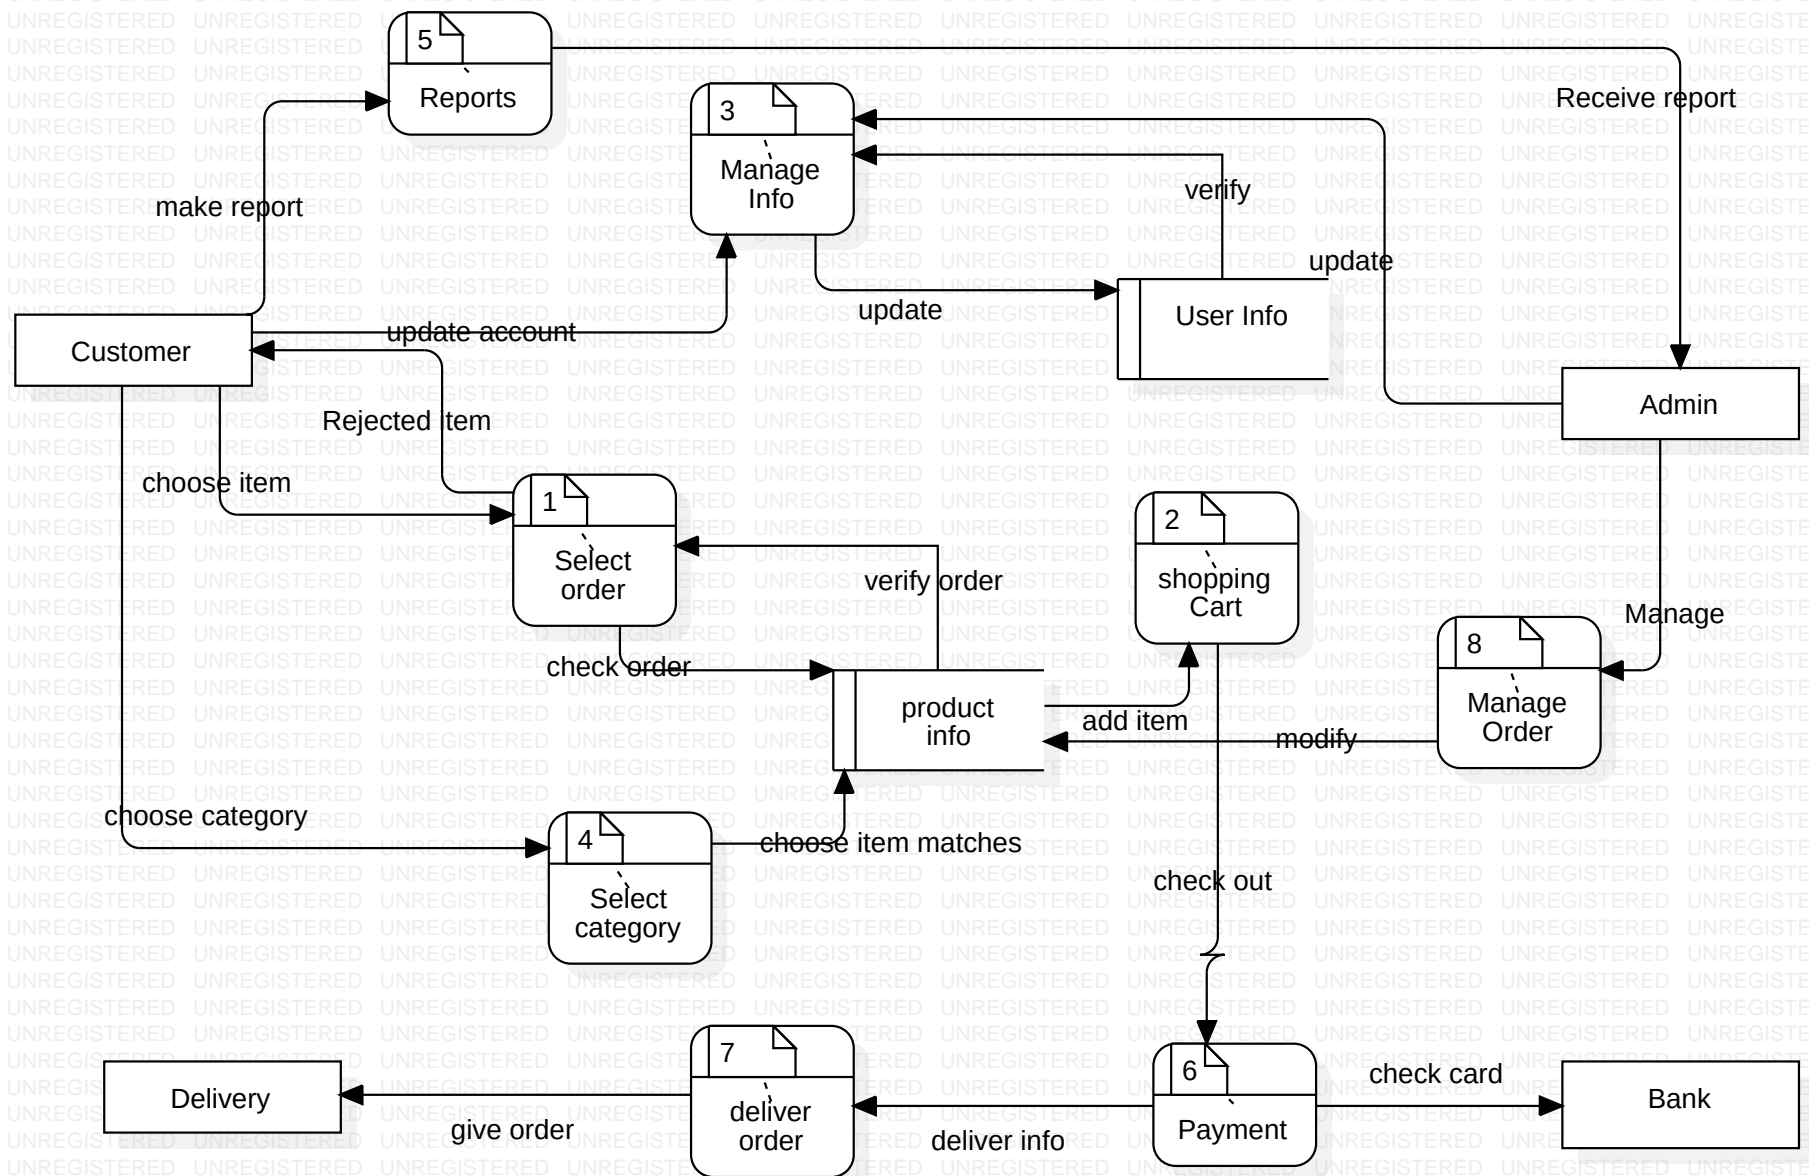 5
Reports
Receive report
3
Manage
Info
make report
verify
update
User Info
update
update account
Customer
Admin
Rejected item
choose item
1
Select
order
2
shopping
Cart
verify order
Manage
8
Manage
Order
check order
product
info
add item
modify
choose category
4
Select
category
choose item matches
check out
7
deliver
order
6
Payment
check card
Bank
Delivery
give order
deliver info
UNREGISTERED